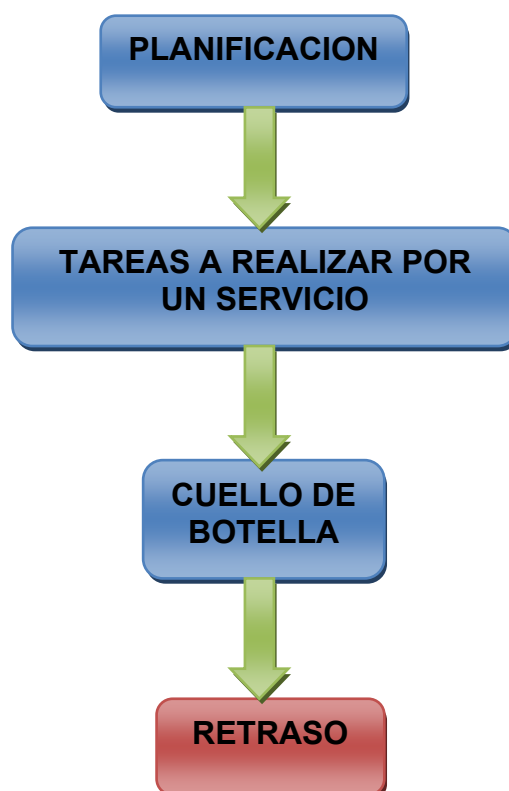 PLANIFICACION
TAREAS A REALIZAR POR
UN SERVICIO
CUELLO DE
BOTELLA
RETRASO